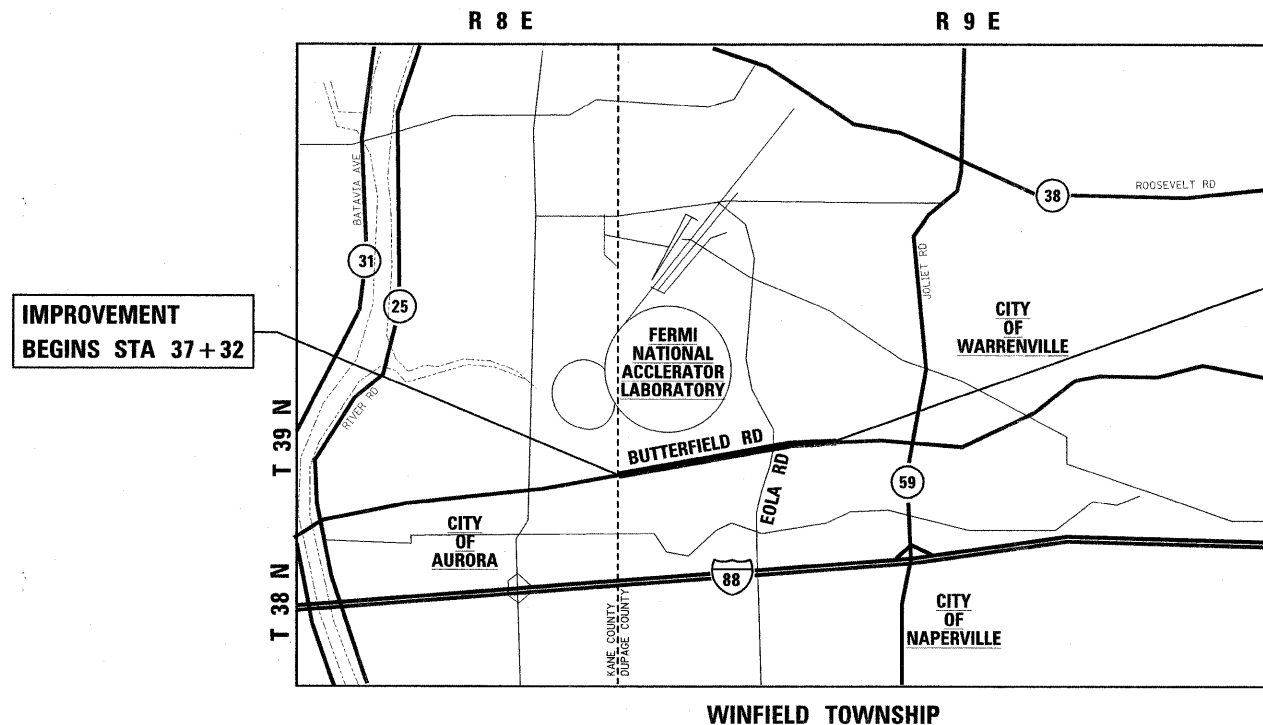 R 8 E
R 9 E
BATAVIA AVE
ROOSEVELT RD
38
31
JOLIET RD
25
IMPROVEMENT
BEGINS STA 37+32
CITY
OF
WARRENVILLE
FERMI
NATIONAL
ACCLERATOR
LABORATORY
RIVER RD
T 39 N
BUTTERFIELD RD
EOLA RD
59
CITY
OF
AURORA
T 38 N
88
CITY
OF
NAPERVILLE
KANE COUNTY
DUPAGE COUNTY
WINFIELD TOWNSHIP